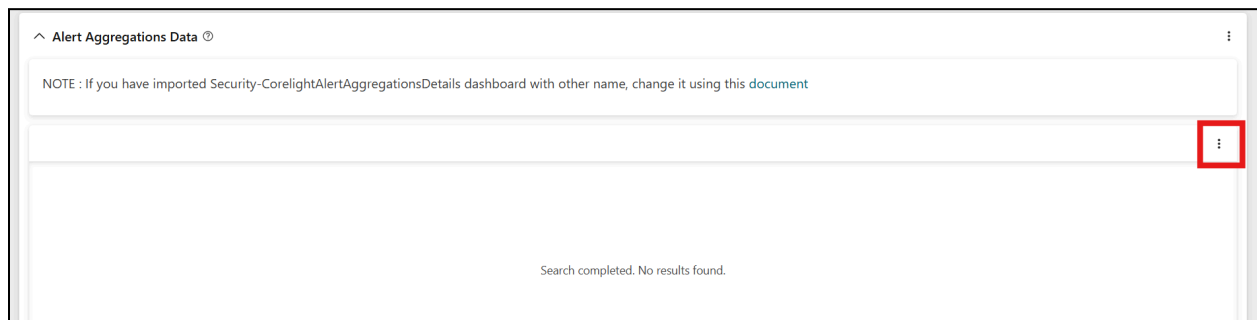 Alert Aggregations Data
NOTE : If you have imported Security-CorelightAlertAggregationsDetails dashboard with other name, change it using this document
Search completed. No results found.